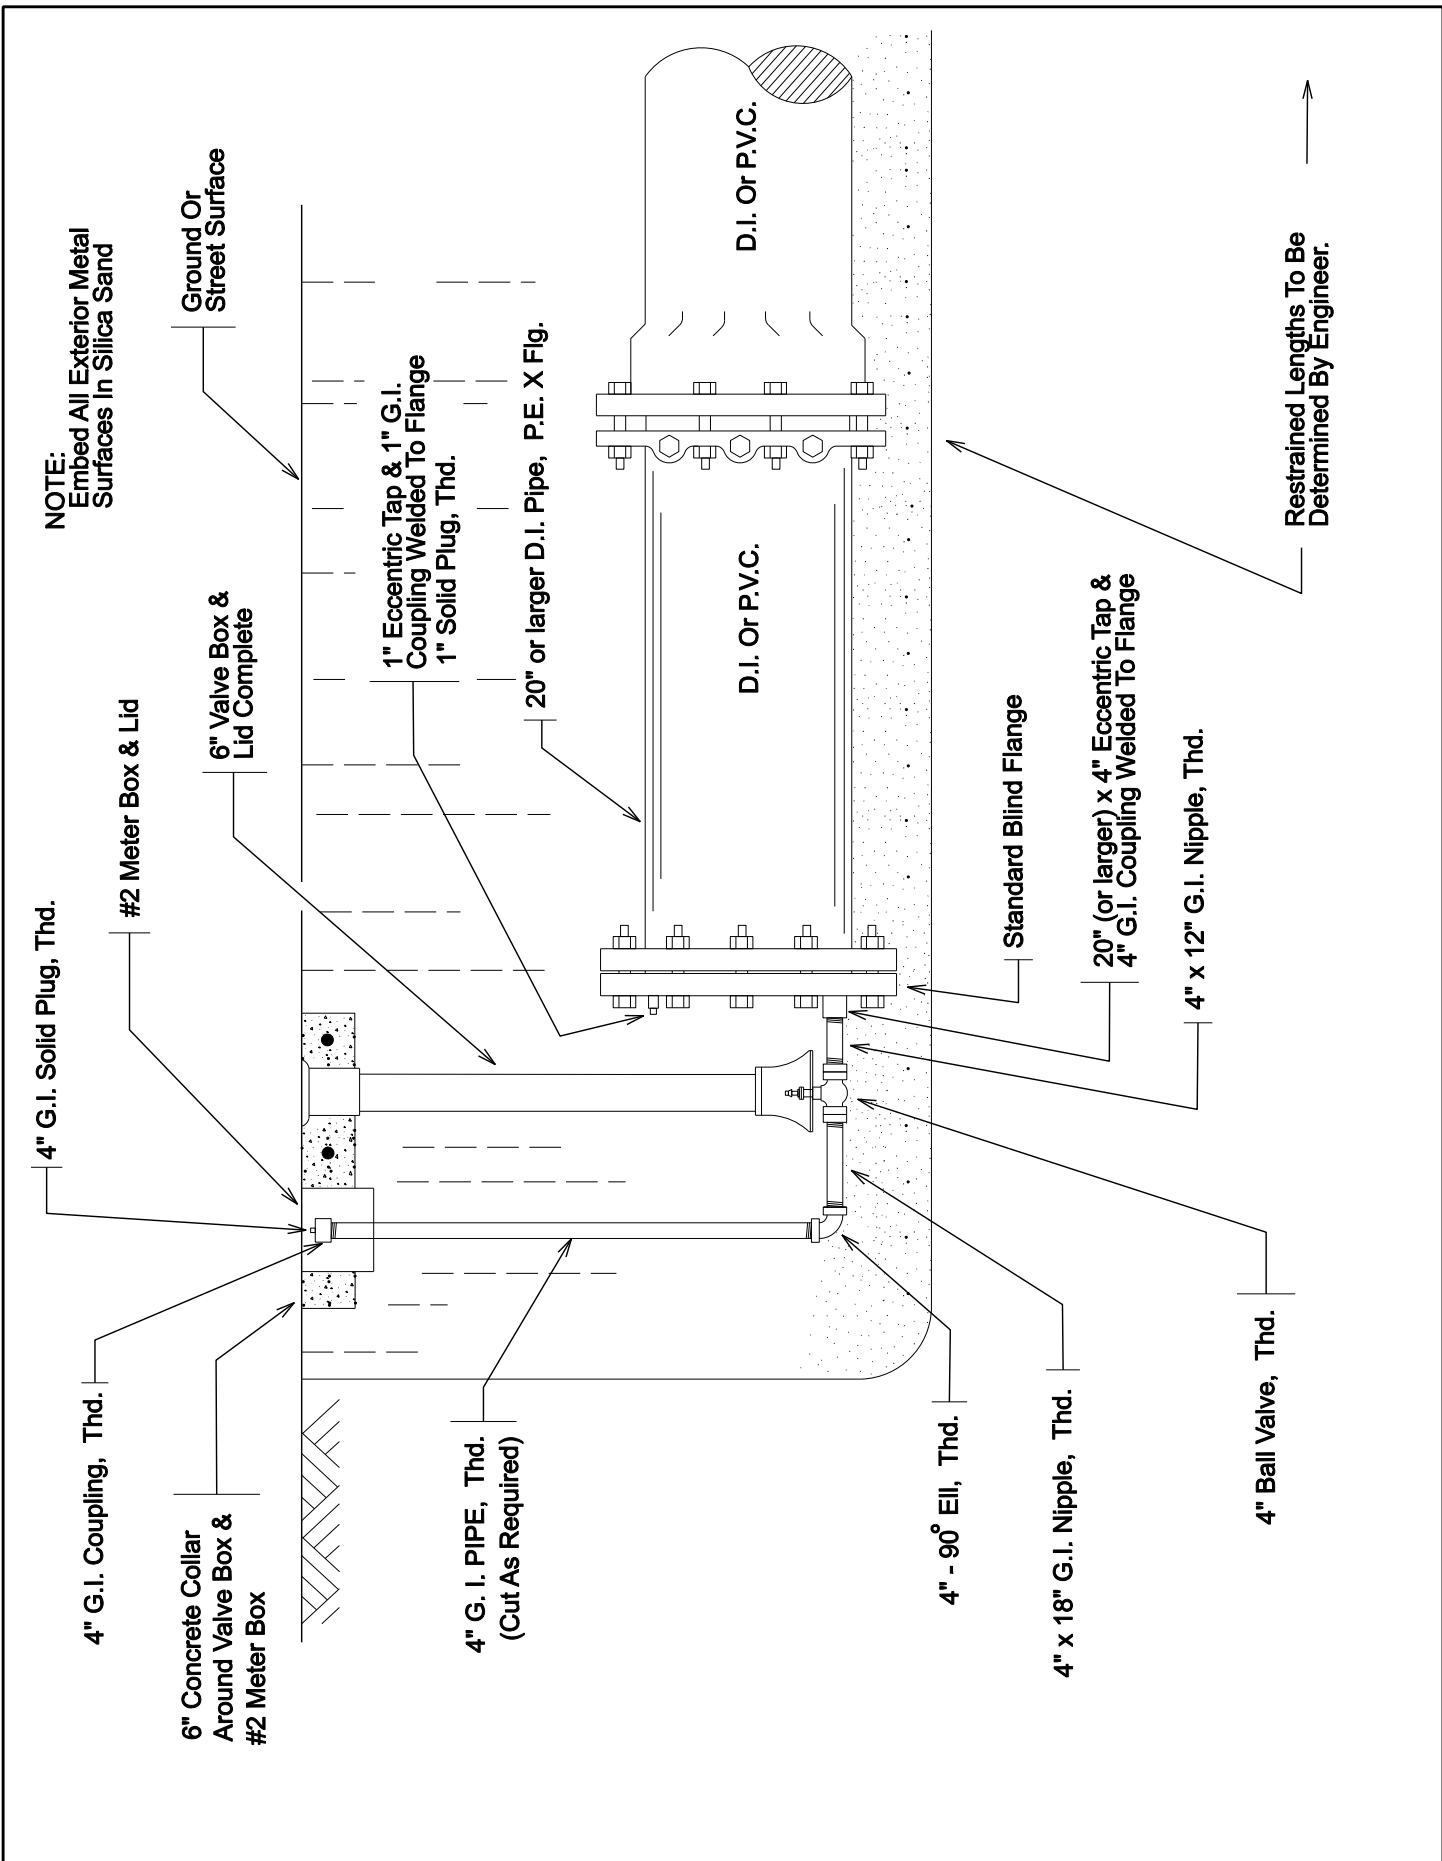 NOTE:
Embed All Exterior Metal
Surfaces In Silica Sand
4" G.I. Solid Plug, Thd.
#2 Meter Box & Lid
Ground Or
Street Surface
4" G.I. Coupling, Thd.
6" Valve Box &
Lid Complete
6" Concrete Collar
Around Valve Box &
#2 Meter Box
1" Eccentric Tap & 1" G.I.
Coupling Welded To Flange
1" Solid Plug, Thd.
4" G. I. PIPE, Thd.
(Cut As Required)
20" or larger D.I. Pipe, P.E. X Flg.
D.I. Or P.V.C.
D.I. Or P.V.C.
4" - 90° Ell, Thd.
Standard Blind Flange
4" x 18" G.I. Nipple, Thd.
20" (or larger) x 4" Eccentric Tap &
4" G.I. Coupling Welded To Flange
4" x 12" G.I. Nipple, Thd.
4" Ball Valve, Thd.
Restrained Lengths To Be
Determined By Engineer.